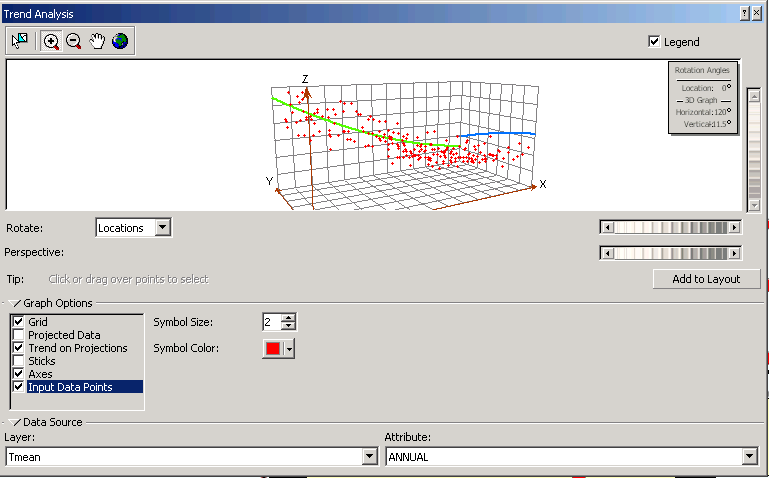 Trend Analysis
Legend
Rotation Angles
Location: 0°
3D Graph
Horizontal:120°
Vertical:11.5°
Z
Y
X
Rotate: Locations
Perspective:
Tip: Click or drag over points to select
Add to Layout
Graph Options
Grid
Projected Data
Trend on Projections
Sticks
Axes
Input Data Points
Symbol Size: 2
Symbol Color:
Data Source
Layer: Attribute:
Tmean ANNUAL